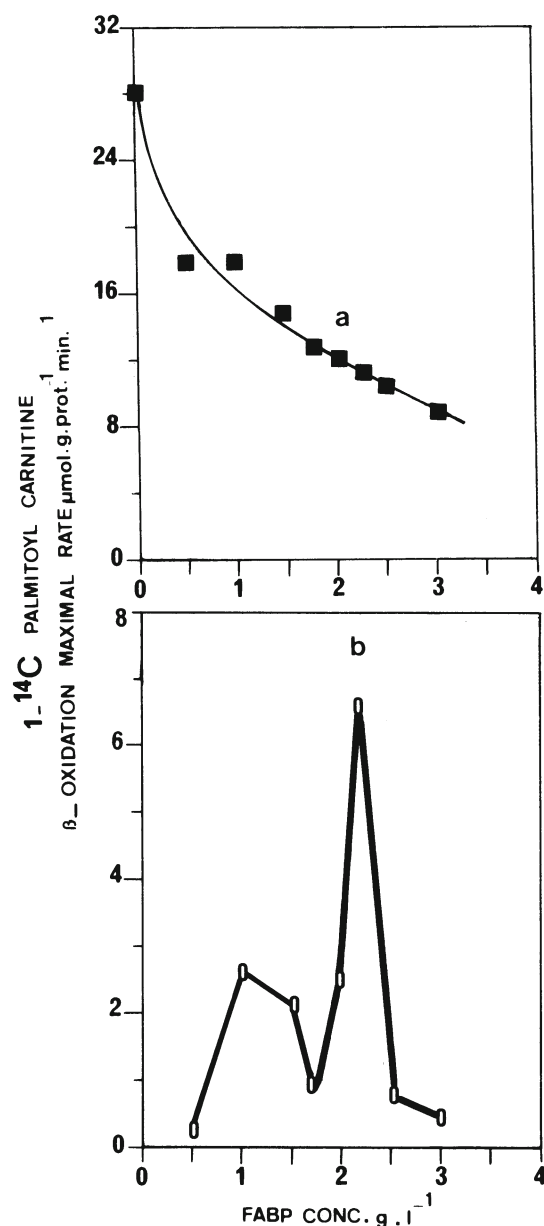 1-¹⁴C PALMITOYL CARNITINE
β_ OXIDATION MAXIMAL RATE µmol.g.prot.⁻¹ min.⁻¹
32
24
16
8
0
a
0 1 2 3 4
8
6
4
2
0
b
0 1 2 3 4
FABP CONC. g.l⁻¹